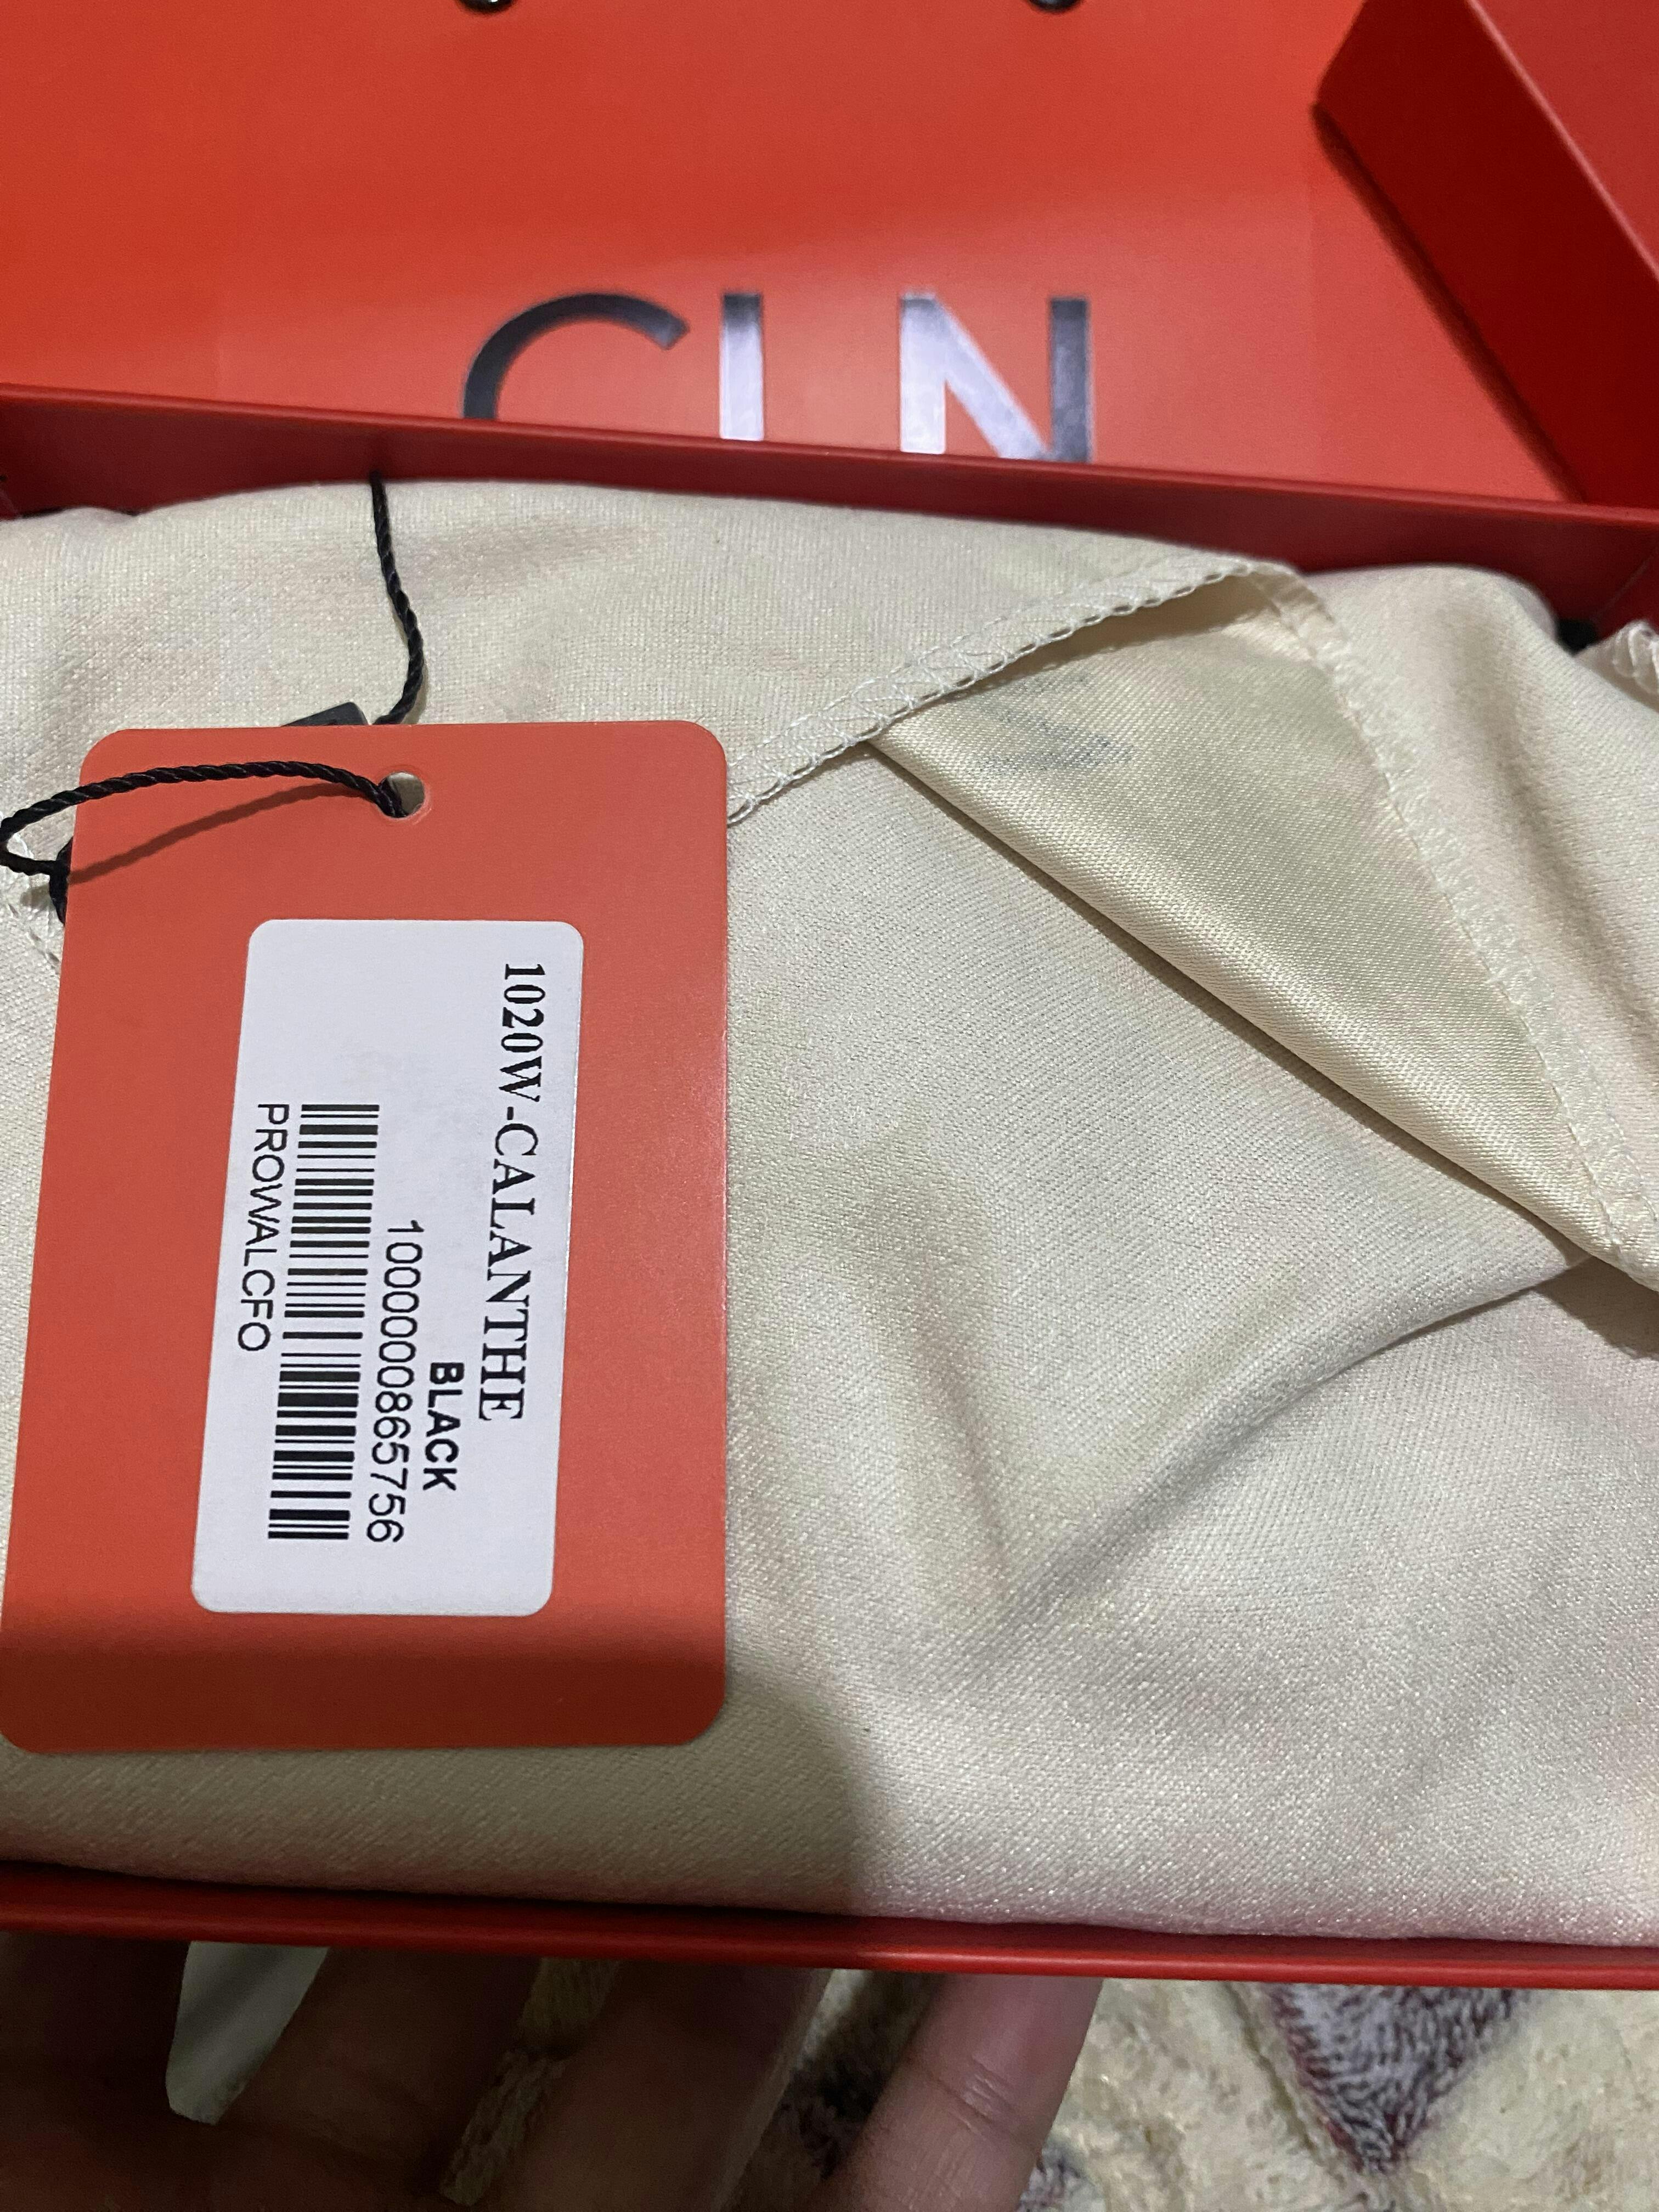 CLN
1020W-CALANTHE
BLACK
1000000865756
PROWALCFO